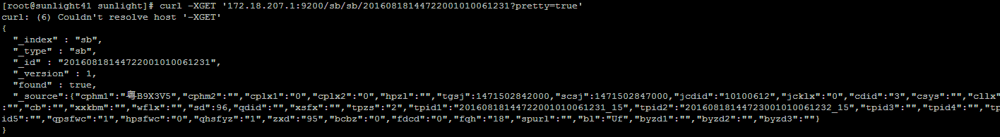 [root@sunlight41 sunlight]# curl –XGET '172.18.207.1:9200/sb/sb/20160818144722001010061231?pretty=true'
curl: (6) Couldn't resolve host '–XGET'
{
  "_index" : "sb",
  "_type" : "sb",
  "_id" : "20160818144722001010061231",
  "_version" : 1,
  "found" : true,
  "_source":{"cphm1":"粤B9X3V5","cphm2":"","cplx1":"0","cplx2":"0","hpzl":"","tgsj":1471502842000,"scsj":1471502847000,"jcdid":"10100612","jcklx":"0","cdid":"3","csys":"","cllx"
:"","cb":"","xxkbm":"","wflx":"","sd":96,"qdid":"","xsfx":"","tpzs":"2","tpid1":"20160818144722001010061231_15","tpid2":"20160818144723001010061232_15","tpid3":"","tpid4":"","tp
id5":"","qpsfwc":"1","hpsfwc":"0","qhsfyz":"1","zxd":"95","bcbz":"0","fdcd":"0","fqh":"18","spurl":"","bl":"Uf","byzd1":"","byzd2":"","byzd3":""}
}